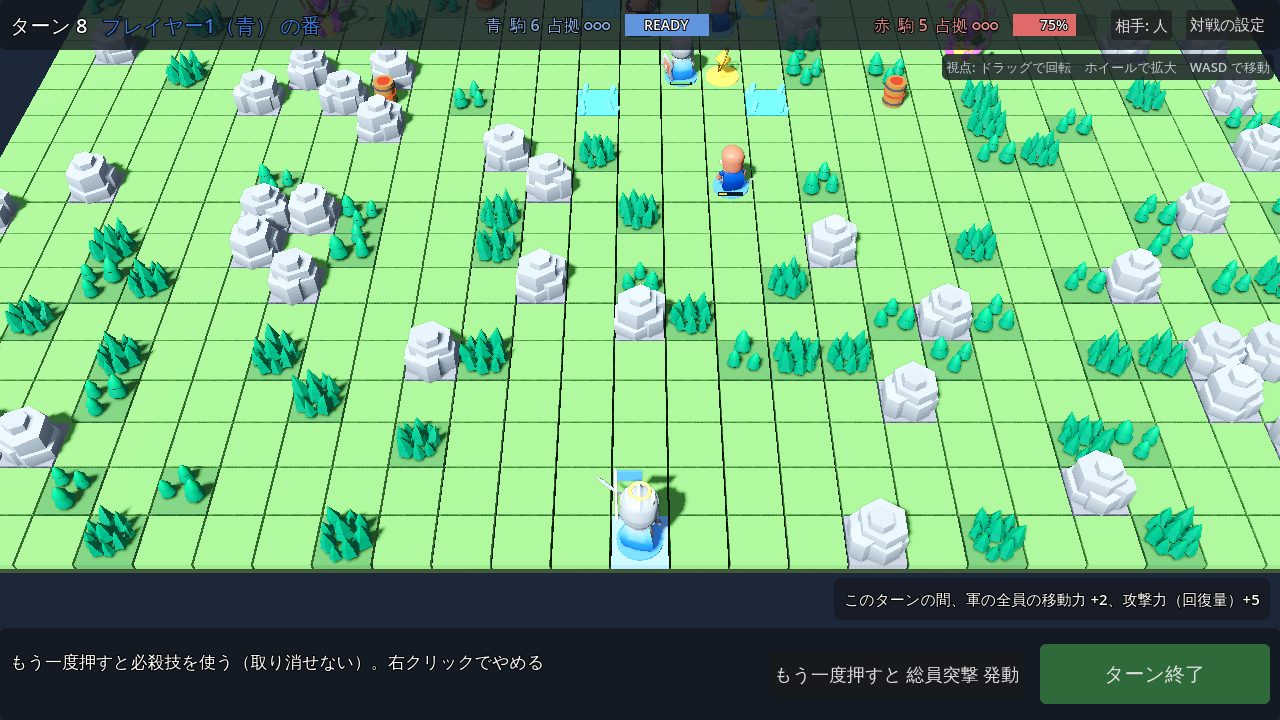 ターン 8 プレイヤー1（青）の番 青 駒 6 占拠 ○○○ READY 赤 駒 5 占拠 ○○○ 75% 相手: 人 対戦の設定
視点: ドラッグで回転　ホイールで拡大　WASD で移動
このターンの間、軍の全員の移動力 +2、攻撃力（回復量）+5
もう一度押すと必殺技を使う（取り消せない）。右クリックでやめる もう一度押すと 総員突撃 発動 ターン終了